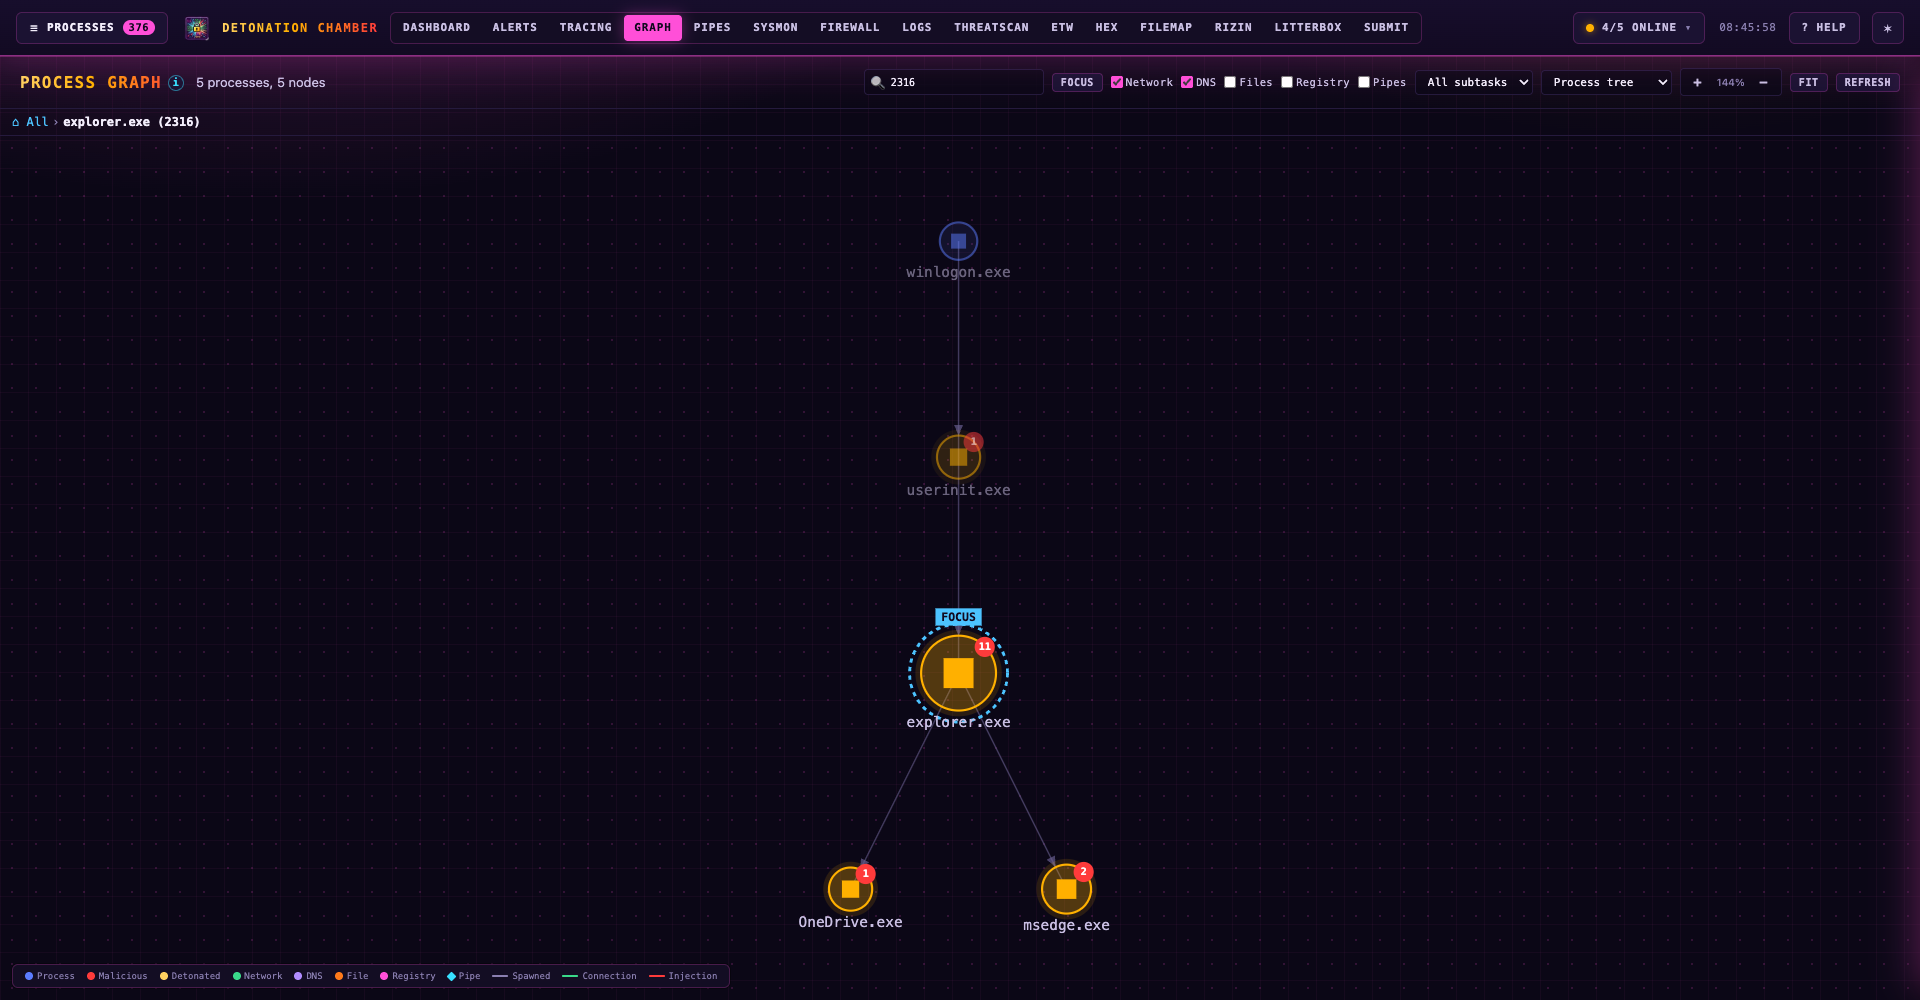 ≡ PROCESSES 376 DETONATION CHAMBER DASHBOARD ALERTS TRACING GRAPH PIPES SYSMON FIREWALL LOGS THREATSCAN ETW HEX FILEMAP RIZIN LITTERBOX SUBMIT 4/5 ONLINE ▾ 08:45:58 ? HELP ✶
PROCESS GRAPH i 5 processes, 5 nodes 2316 FOCUS Network DNS Files Registry Pipes All subtasks Process tree + 144% − FIT REFRESH
⌂ All › explorer.exe (2316)
winlogon.exe
1
userinit.exe
FOCUS
11
explorer.exe
1
2
OneDrive.exe
msedge.exe
Process Malicious Detonated Network DNS File Registry Pipe Spawned Connection Injection